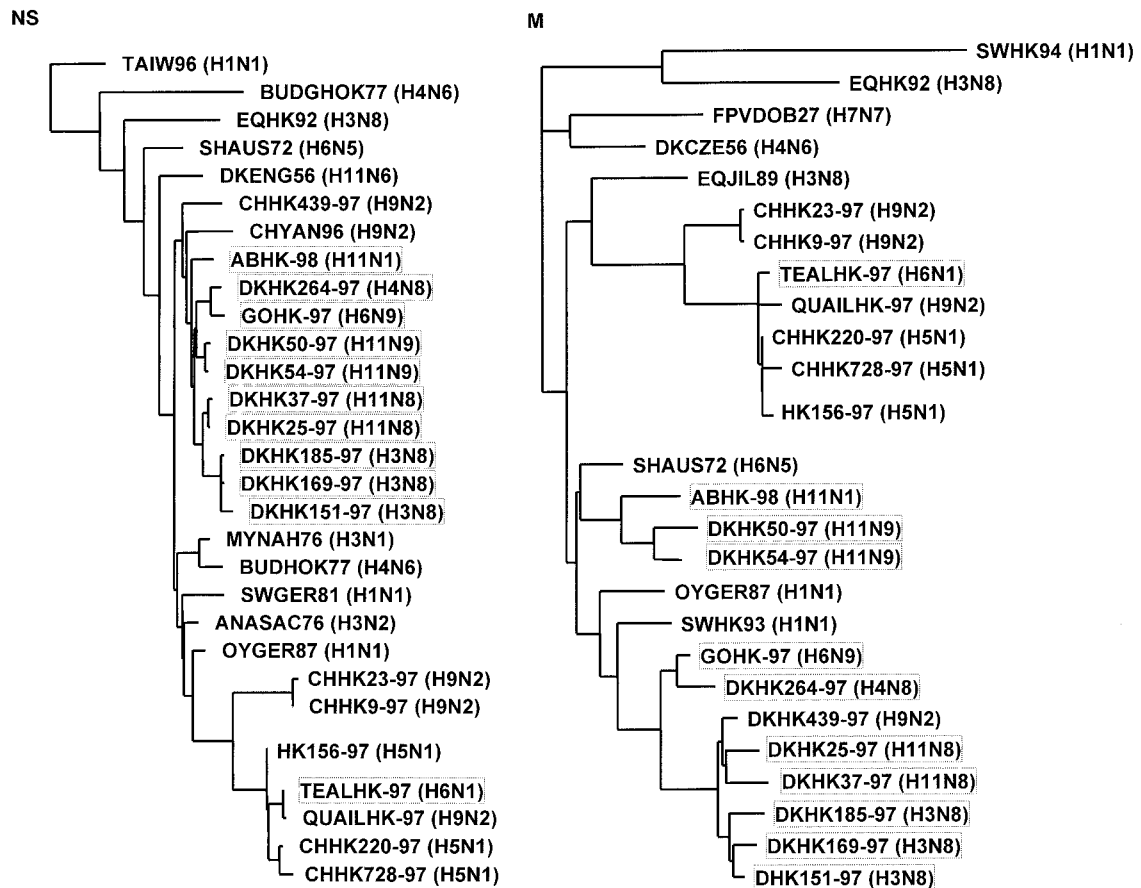 NS
TAIW96 (H1N1)
BUDGHOK77 (H4N6)
EQHK92 (H3N8)
SHAUS72 (H6N5)
DKENG56 (H11N6)
CHHK439-97 (H9N2)
CHYAN96 (H9N2)
ABHK-98 (H11N1)
DKHK264-97 (H4N8)
GOHK-97 (H6N9)
DKHK50-97 (H11N9)
DKHK54-97 (H11N9)
DKHK37-97 (H11N8)
DKHK25-97 (H11N8)
DKHK185-97 (H3N8)
DKHK169-97 (H3N8)
DKHK151-97 (H3N8)
MYNAH76 (H3N1)
BUDHOK77 (H4N6)
SWGER81 (H1N1)
ANASAC76 (H3N2)
OYGER87 (H1N1)
CHHK23-97 (H9N2)
CHHK9-97 (H9N2)
HK156-97 (H5N1)
TEALHK-97 (H6N1)
QUAILHK-97 (H9N2)
CHHK220-97 (H5N1)
CHHK728-97 (H5N1)
M
SWHK94 (H1N1)
EQHK92 (H3N8)
FPVDOB27 (H7N7)
DKCZE56 (H4N6)
EQJIL89 (H3N8)
CHHK23-97 (H9N2)
CHHK9-97 (H9N2)
TEALHK-97 (H6N1)
QUAILHK-97 (H9N2)
CHHK220-97 (H5N1)
CHHK728-97 (H5N1)
HK156-97 (H5N1)
SHAUS72 (H6N5)
ABHK-98 (H11N1)
DKHK50-97 (H11N9)
DKHK54-97 (H11N9)
OYGER87 (H1N1)
SWHK93 (H1N1)
GOHK-97 (H6N9)
DKHK264-97 (H4N8)
DKHK439-97 (H9N2)
DKHK25-97 (H11N8)
DKHK37-97 (H11N8)
DKHK185-97 (H3N8)
DKHK169-97 (H3N8)
DHK151-97 (H3N8)